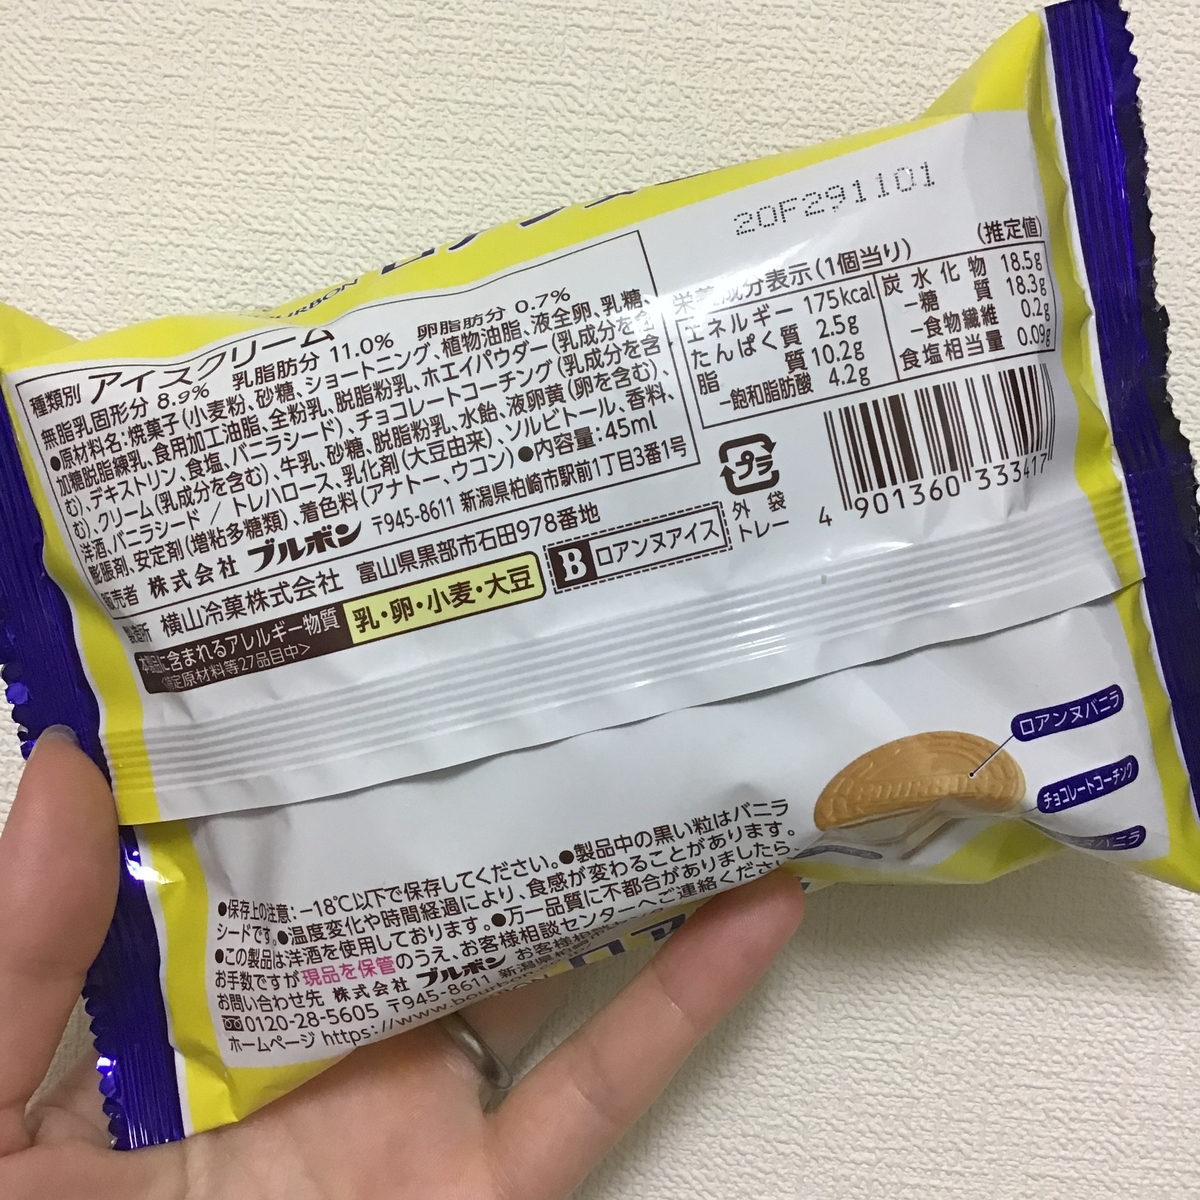 BOURBON
20F291101
種類別 アイスクリーム
無脂乳固形分 8.9% 乳脂肪分 11.0% 卵脂肪分 0.7%
●原材料名:焼菓子(小麦粉、砂糖、ショートニング、植物油脂、液全卵、乳糖、
加糖脱脂練乳、食用加工油脂、全粉乳、脱脂粉乳、ホエイパウダー(乳成分を含
む)、デキストリン、食塩、バニラシード)、チョコレートコーチング(乳成分を含
む)、クリーム(乳成分を含む)、牛乳、砂糖、脱脂粉乳、水飴、液卵黄(卵を含む)、
洋酒、バニラシード / トレハロース、乳化剤(大豆由来)、ソルビトール、香料、
膨脹剤、安定剤(増粘多糖類)、着色料(アナトー、ウコン) ●内容量:45ml
販売者 株式会社 ブルボン 〒945-8611 新潟県柏崎市駅前1丁目3番1号
製造所 横山冷菓株式会社 富山県黒部市石田978番地
本製品に含まれるアレルギー物質
<特定原材料等27品目中>
乳・卵・小麦・大豆
B ロアンヌアイス
栄養成分表示(1個当り) (推定値)
エネルギー 175kcal
たんぱく質 2.5g
脂質 10.2g
−飽和脂肪酸 4.2g
炭水化物 18.5g
−糖質 18.3g
−食物繊維 0.2g
食塩相当量 0.09g
プラ
外袋
トレー
4 901360 333417
ロアンヌバニラ
チョコレートコーチング
バニラ
●保存上の注意:−18℃以下で保存してください。●製品中の黒い粒はバニラ
シードです。●温度変化や時間経過により、食感が変わることがあります。
●この製品は洋酒を使用しております。●万一品質に不都合がありましたら、
お手数ですが現品を保管のうえ、お客様相談センターへご連絡ください
お問い合わせ先 株式会社 ブルボン お客様相
☎0120-28-5605 〒945-8611 新潟県柏
ホームページ https://www.bourbon